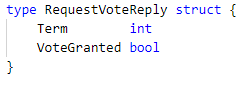 type RequestVoteReply struct {
    Term        int
    VoteGranted bool
}